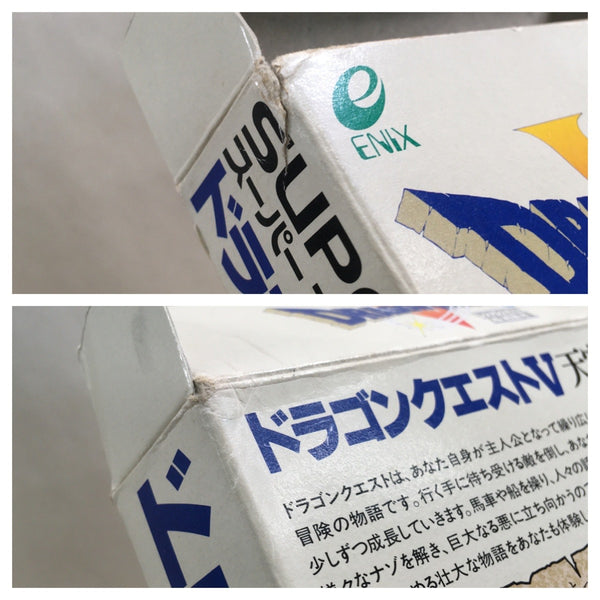 ENIX
SUP
スーパー
ドラ
DRA
ドラゴンクエストV 天
ドラゴンクエストは、あなた自身が主人公となって繰り広
冒険の物語です。行く手に待ち受ける敵を倒し、あな
少しずつ成長していきます。馬車や船を操り、人々の
々なナゾを解き、巨大なる悪に立ち向かうので
める壮大な物語をあなたも体験し
ド